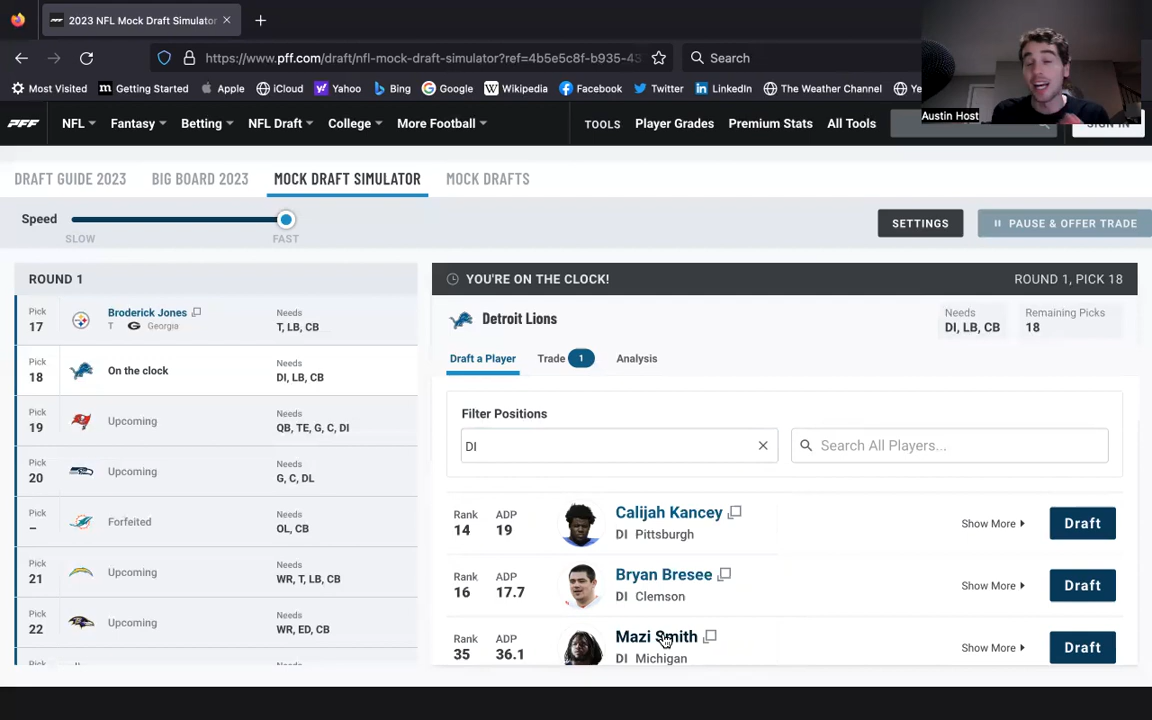 2023 NFL Mock Draft Simulator
https://www.pff.com/draft/nfl-mock-draft-simulator?ref=4b5e5c8f-b935-43
Search
Most Visited
Getting Started
Apple
iCloud
Yahoo
Bing
Google
Wikipedia
Facebook
Twitter
LinkedIn
The Weather Channel
Ye
Austin Host
PFF
NFL
Fantasy
Betting
NFL Draft
College
More Football
TOOLS
Player Grades
Premium Stats
All Tools
SIGN IN
DRAFT GUIDE 2023
BIG BOARD 2023
MOCK DRAFT SIMULATOR
MOCK DRAFTS
Speed
SLOW
FAST
SETTINGS
PAUSE & OFFER TRADE
ROUND 1
Pick
17
Broderick Jones
T Georgia
Needs
T, LB, CB
Pick
18
On the clock
Needs
DI, LB, CB
Pick
19
Upcoming
Needs
QB, TE, G, C, DI
Pick
20
Upcoming
Needs
G, C, DL
Pick
–
Forfeited
Needs
OL, CB
Pick
21
Upcoming
Needs
WR, T, LB, CB
Pick
22
Upcoming
Needs
WR, ED, CB
YOU'RE ON THE CLOCK!
ROUND 1, PICK 18
Detroit Lions
Needs
DI, LB, CB
Remaining Picks
18
Draft a Player
Trade 1
Analysis
Filter Positions
DI
Search All Players...
Rank
14
ADP
19
Calijah Kancey
DI Pittsburgh
Show More
Draft
Rank
16
ADP
17.7
Bryan Bresee
DI Clemson
Show More
Draft
Rank
35
ADP
36.1
Mazi Smith
DI Michigan
Show More
Draft